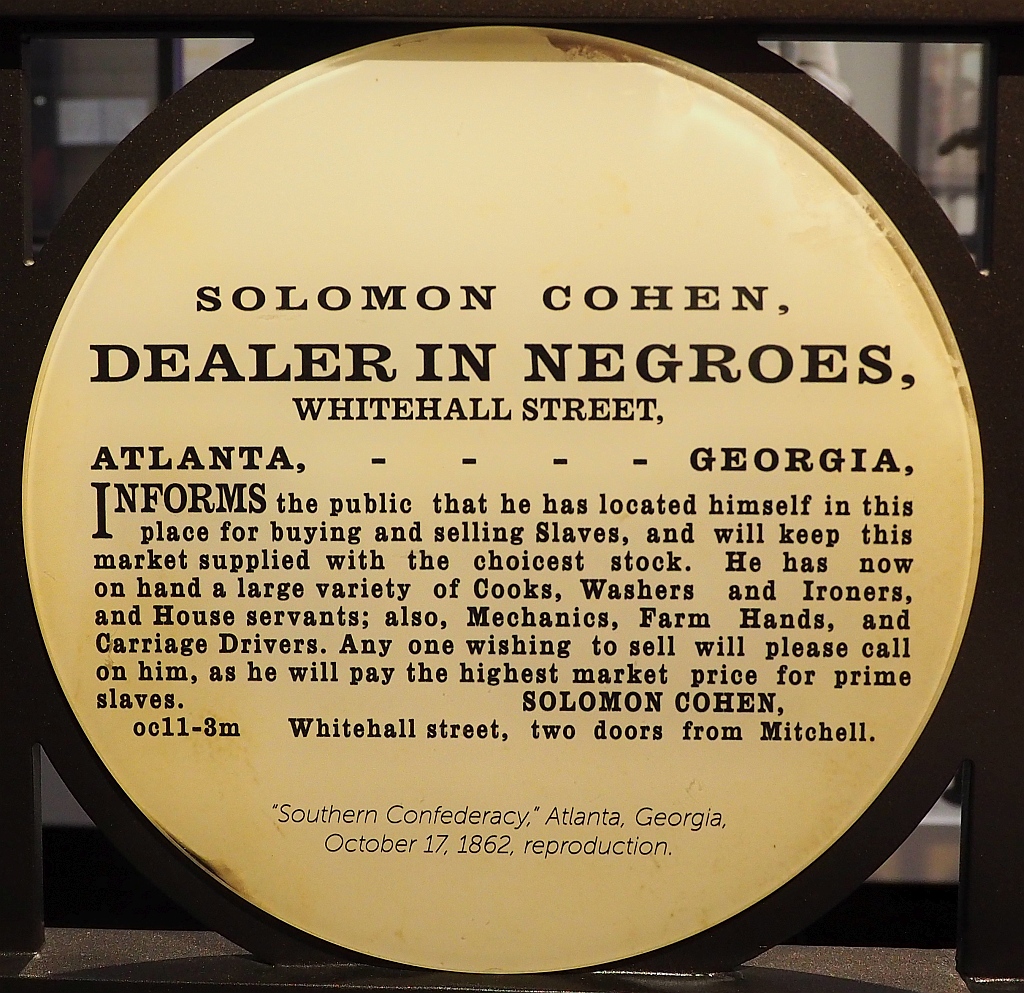 SOLOMON COHEN,
DEALER IN NEGROES,
WHITEHALL STREET,
ATLANTA, - - - - GEORGIA,
INFORMS the public that he has located himself in this
place for buying and selling Slaves, and will keep this
market supplied with the choicest stock. He has now
on hand a large variety of Cooks, Washers and Ironers,
and House servants; also, Mechanics, Farm Hands, and
Carriage Drivers. Any one wishing to sell will please call
on him, as he will pay the highest market price for prime
slaves. SOLOMON COHEN,
oc11-3m Whitehall street, two doors from Mitchell.
“Southern Confederacy,” Atlanta, Georgia,
October 17, 1862, reproduction.